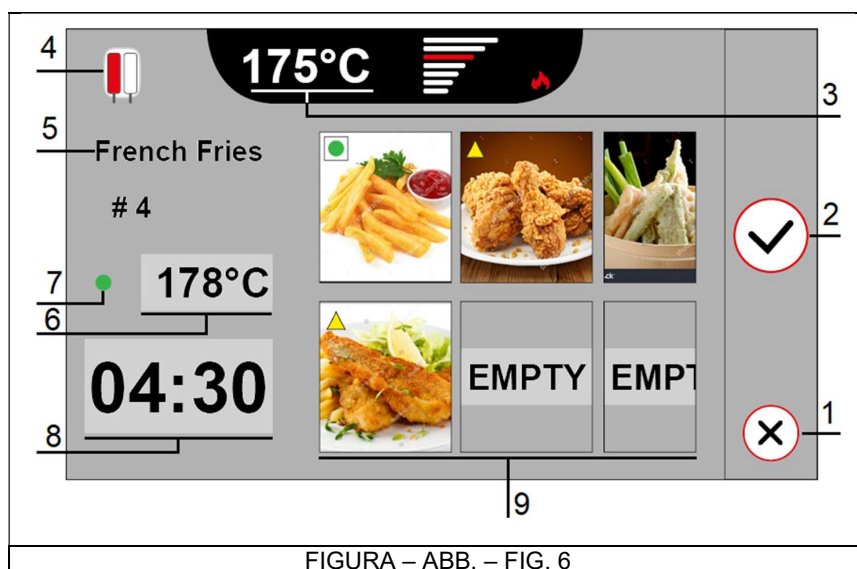 4
175°C
3
5
French Fries
# 4
2
7
178°C
6
04:30
EMPTY
EMPT
1
8
9
FIGURA – ABB. – FIG. 6